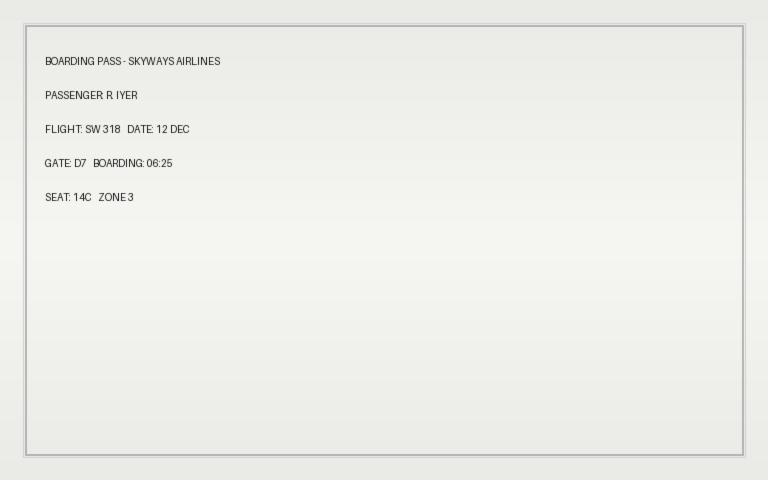 BOARDING PASS - SKYWAYS AIRLINES
PASSENGER: R. IYER
FLIGHT: SW 318 DATE: 12 DEC
GATE: D7 BOARDING: 06:25
SEAT: 14C ZONE 3